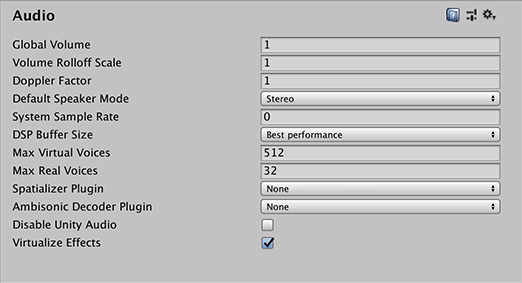 Audio
Global Volume 1
Volume Rolloff Scale 1
Doppler Factor 1
Default Speaker Mode Stereo
System Sample Rate 0
DSP Buffer Size Best performance
Max Virtual Voices 512
Max Real Voices 32
Spatializer Plugin None
Ambisonic Decoder Plugin None
Disable Unity Audio
Virtualize Effects